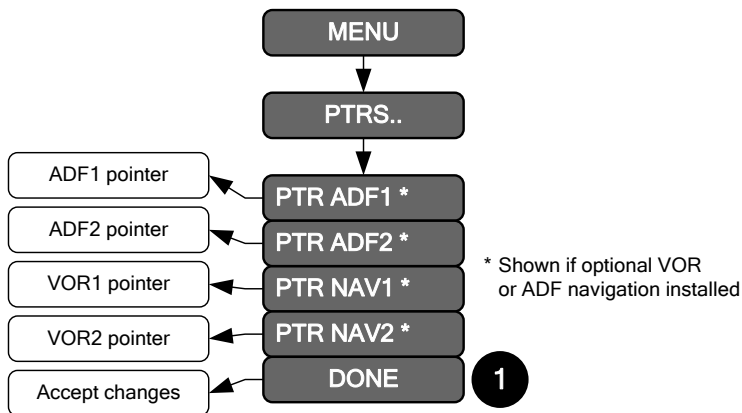 MENU
PTRS..
ADF1 pointer
PTR ADF1 *
ADF2 pointer
PTR ADF2 *
VOR1 pointer
PTR NAV1 *
VOR2 pointer
PTR NAV2 *
Accept changes
DONE
1
* Shown if optional VOR
or ADF navigation installed